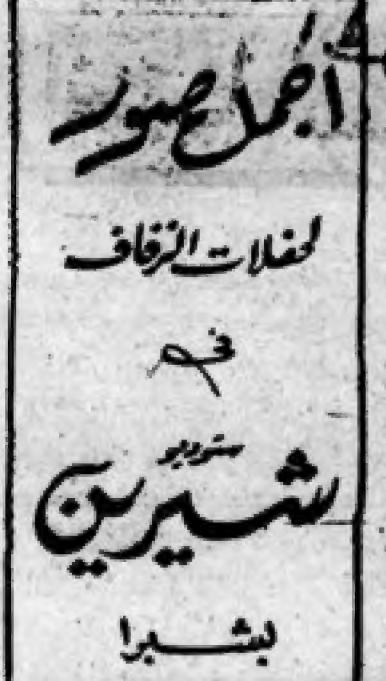 أجمل صور
لحفلات الزفاف
في
ستوديو
شيرين
بشبرا